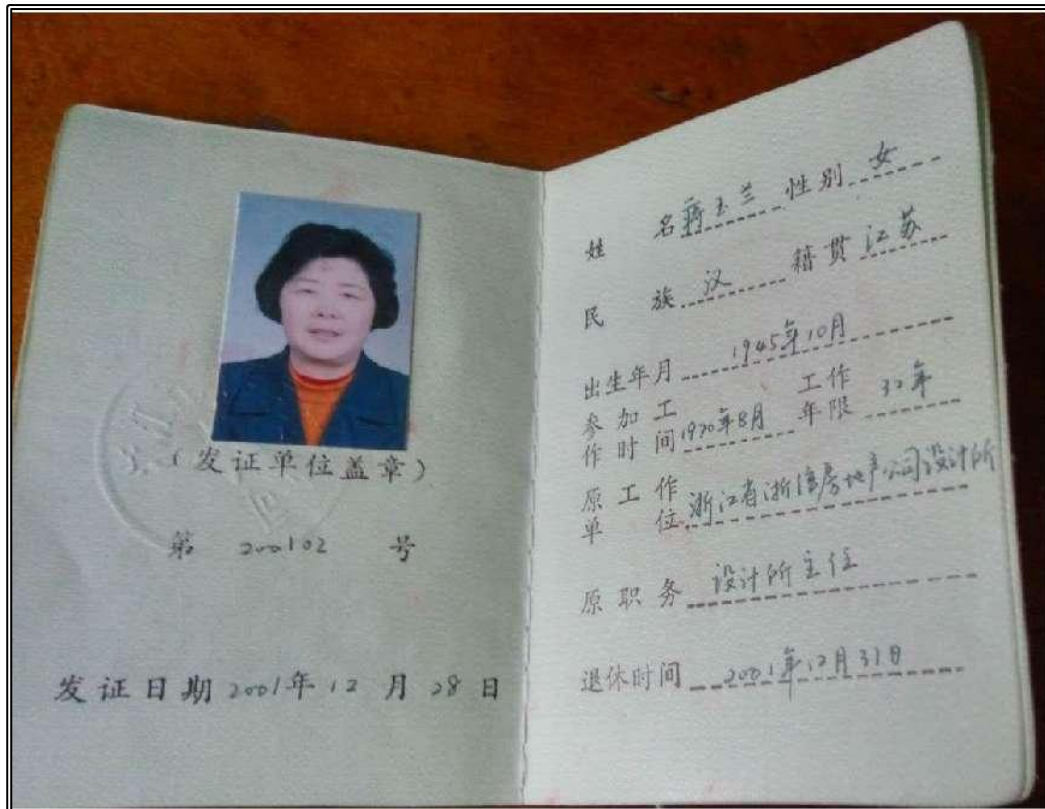 (发证单位盖章)
第 200102 号
发证日期 2001年 12 月 28 日
姓 名 蒋玉兰 性别 女
民 族 汉 籍贯 江苏
出生年月 1945年10月
参加工作时间 1970年8月 工作年限 32年
原工作单位 浙江省浙信房地产公司设计所
原职务 设计所主任
退休时间 2001年12月31日